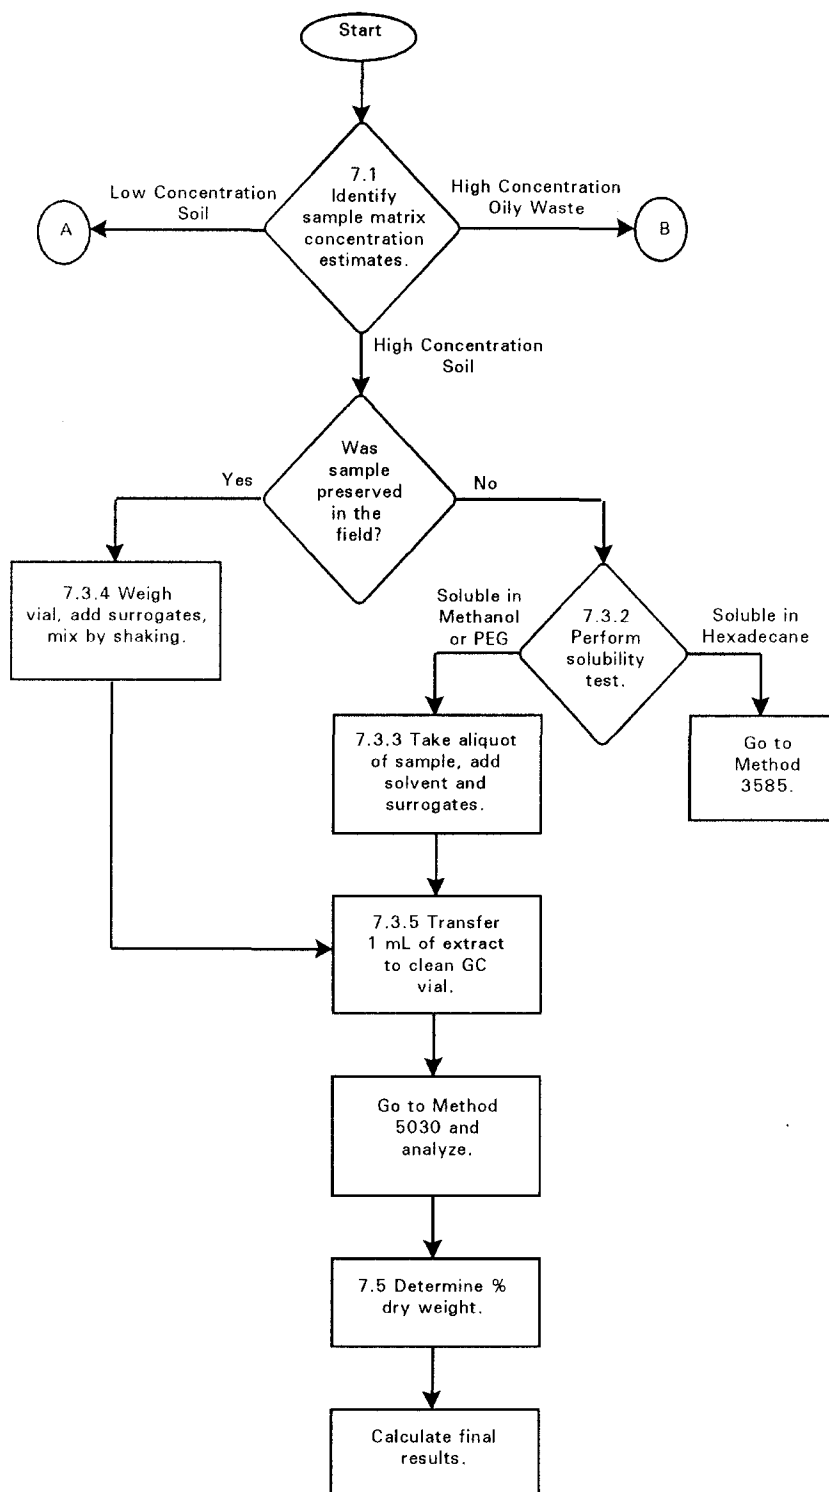 Start
7.1
Identify
sample matrix
concentration
estimates.
Low Concentration
Soil
High Concentration
Oily Waste
A
B
High Concentration
Soil
Was
sample
preserved
in the
field?
Yes
No
7.3.4 Weigh
vial, add surrogates,
mix by shaking.
Soluble in
Methanol
or PEG
7.3.2
Perform
solubility
test.
Soluble in
Hexadecane
7.3.3 Take aliquot
of sample, add
solvent and
surrogates.
Go to
Method
3585.
7.3.5 Transfer
1 mL of extract
to clean GC
vial.
Go to Method
5030 and
analyze.
7.5 Determine %
dry weight.
Calculate final
results.